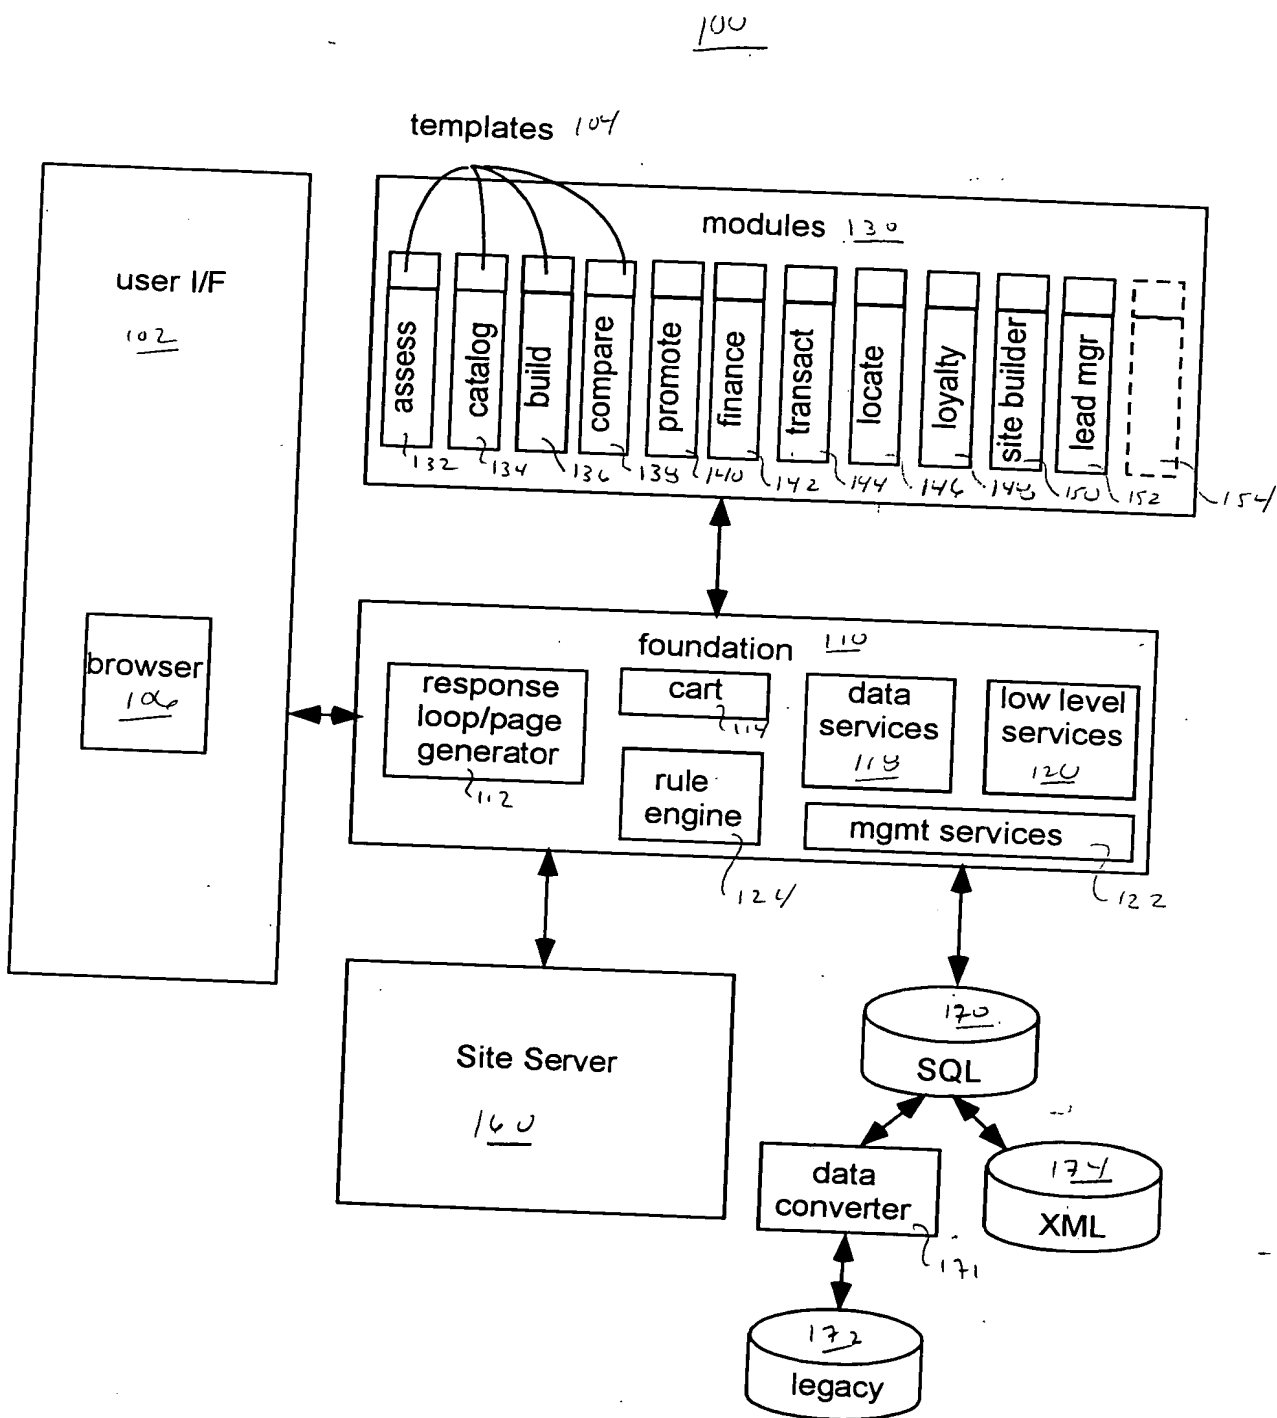 100
templates 104
modules 130
user I/F
102
assess
catalog
build
compare
promote
finance
transact
locate
loyalty
site builder
lead mgr
132
134
136
138
140
142
144
146
148
150
152
154
foundation 110
browser
106
response
loop/page
generator
112
cart
114
data
services
118
low level
services
120
rule
engine
124
mgmt services
122
Site Server
160
170
SQL
data
converter
171
174
XML
172
legacy